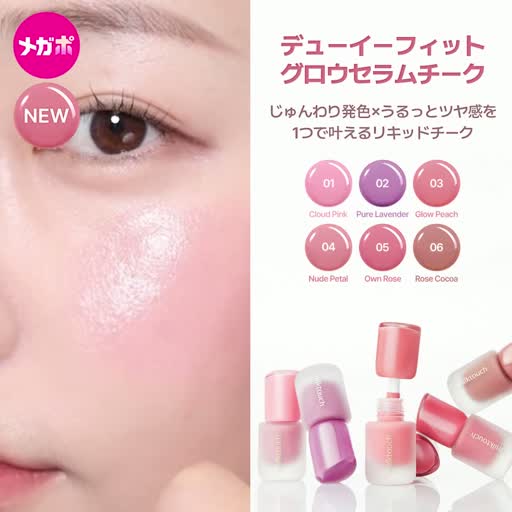 メガポ
NEW
デューイーフィット
グロウセラムチーク
じゅんわり発色×うるっとツヤ感を
1つで叶えるリキッドチーク
01
Cloud Pink
02
Pure Lavender
03
Glow Peach
04
Nude Petal
05
Own Rose
06
Rose Cocoa
milktouch
milktouch